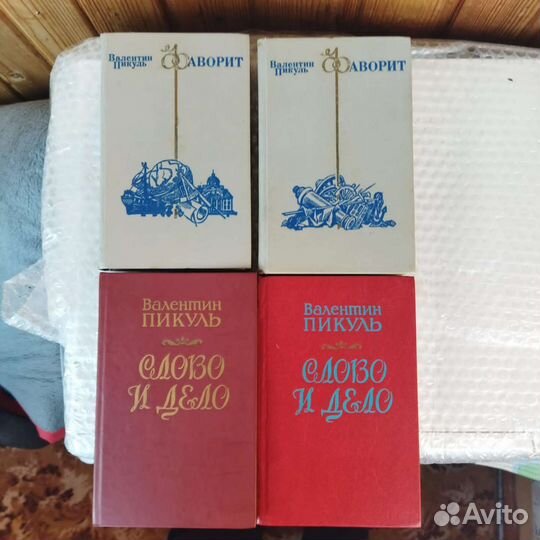 Валентин
Пикуль
ФАВОРИТ
Валентин
Пикуль
ФАВОРИТ
Валентин
ПИКУЛЬ
СЛОВО
И ДЕЛО
Валентин
ПИКУЛЬ
СЛОВО
И ДЕЛО
Avito